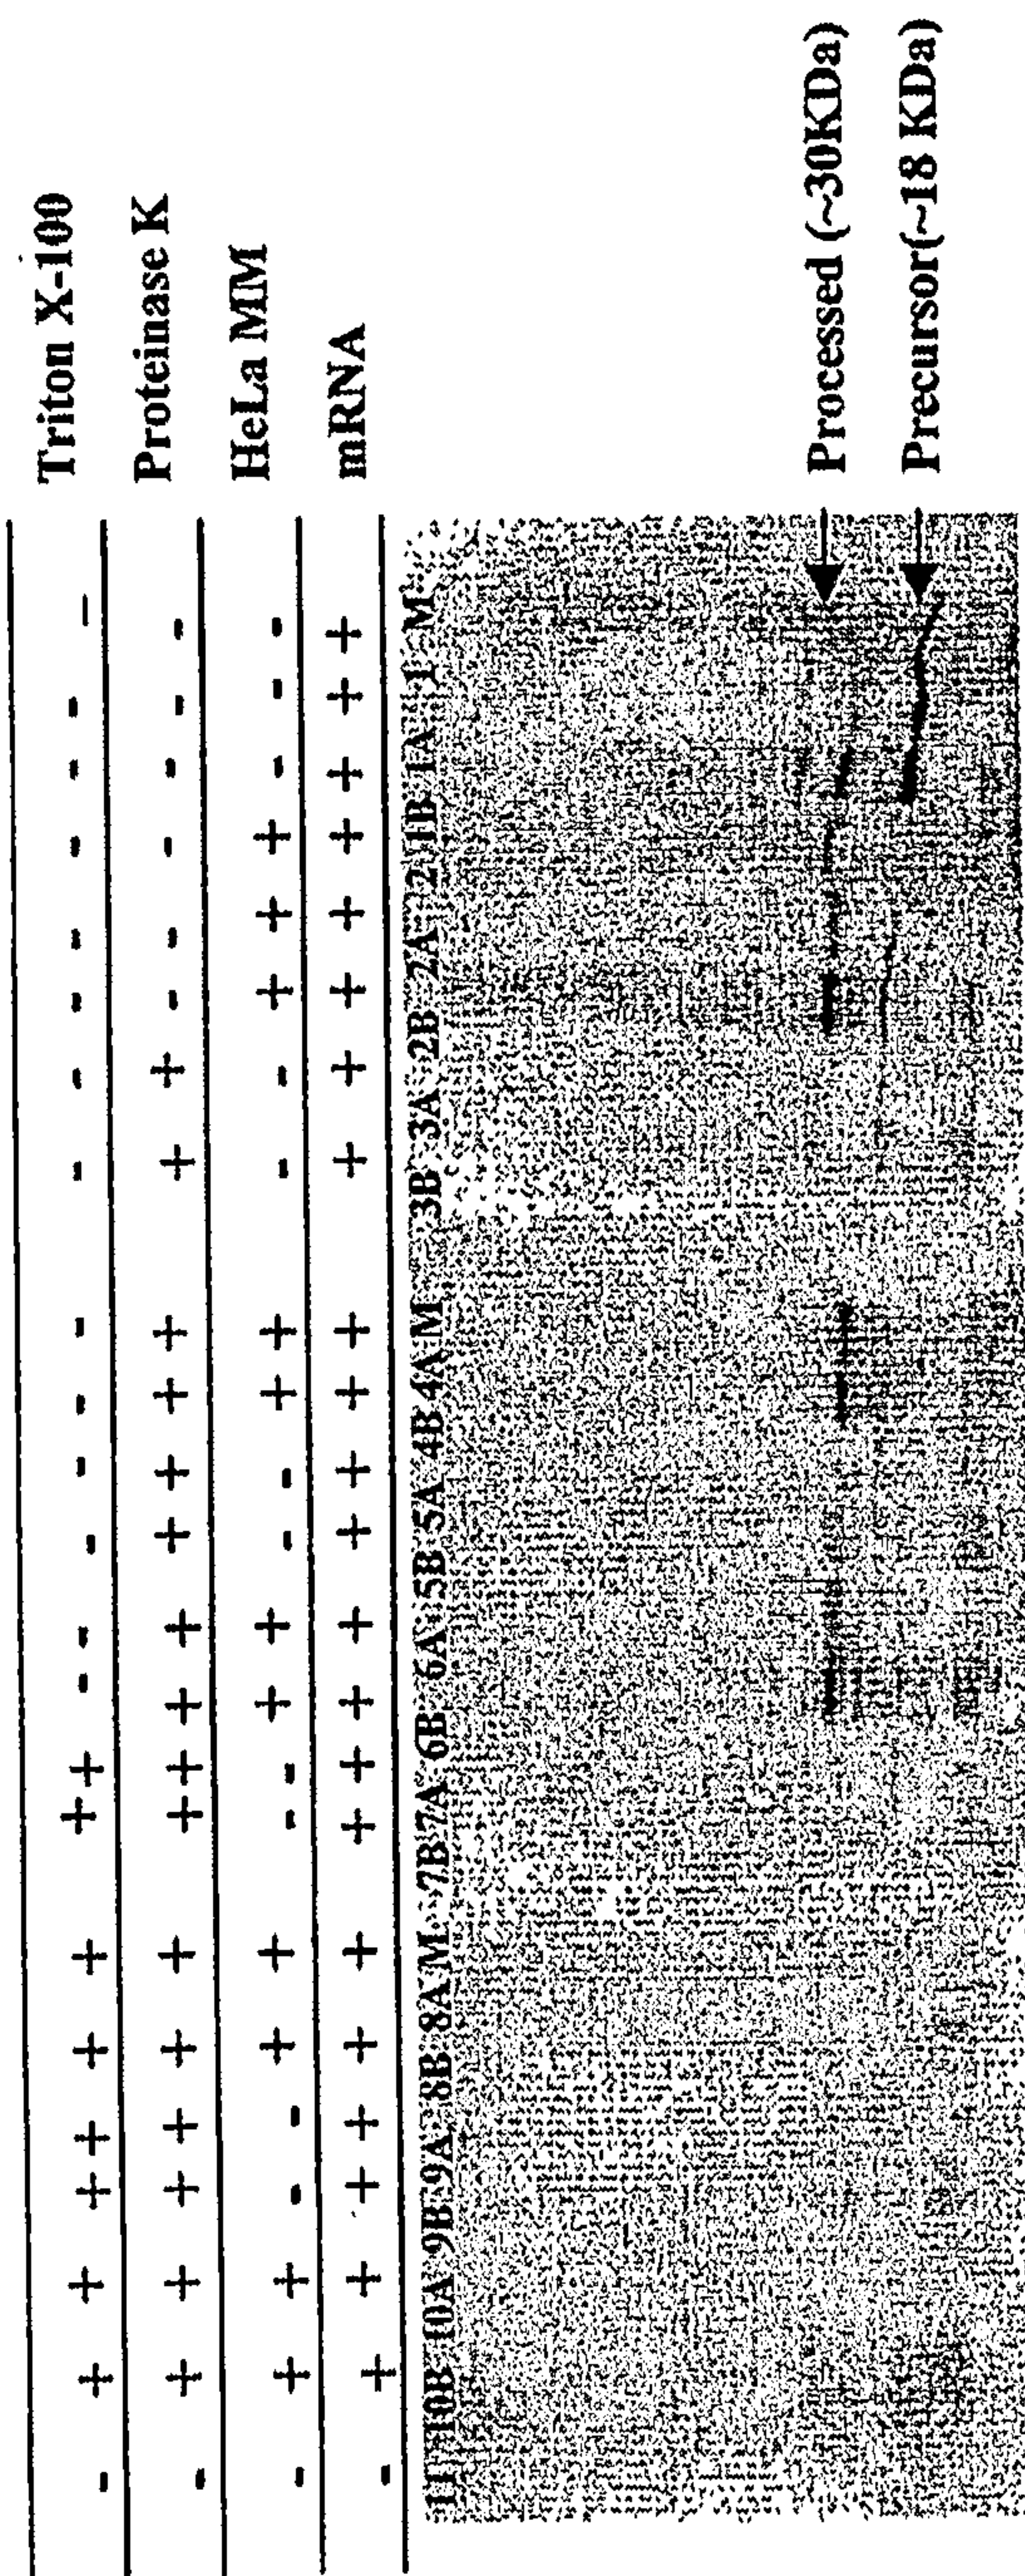 - + + + + + + + + - - - - - - - - - - - - - – Triton X-100
- + + + + + + + + + + + + + + + + - - - - - - Proteinase K
- + + - - + + - - + + - - + + - - + + + - - - HeLa MM
- + + + + + + + + + + + + + + + + + + + + + + mRNA
11 10B 10A 9B 9A 8B 8A M 7B 7A 6B 6A 5B 5A 4B 4A M 3B 3A 2B 2A 2 1B 1A 1 M
Processed (~30KDa)
Precursor(~18 KDa)